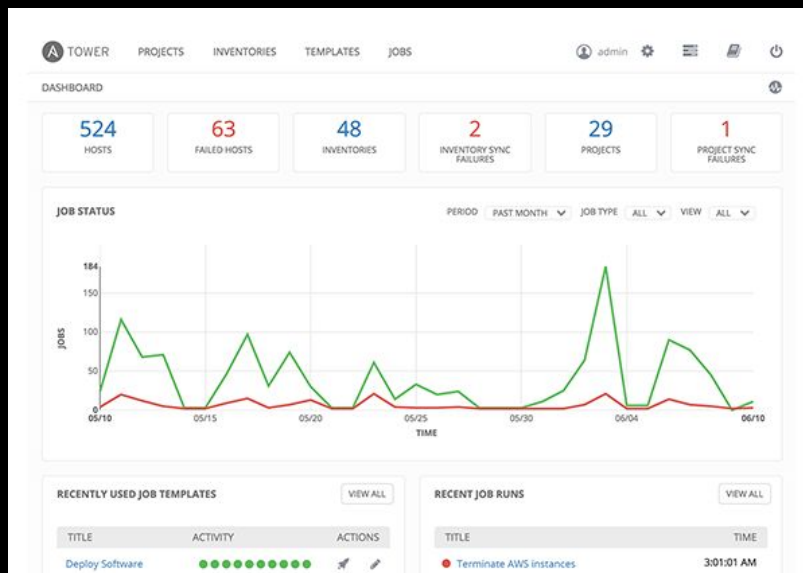 A TOWER PROJECTS INVENTORIES TEMPLATES JOBS admin
DASHBOARD
524 63 48 2 29 1
HOSTS FAILED HOSTS INVENTORIES INVENTORY SYNC FAILURES PROJECTS PROJECT SYNC FAILURES
JOB STATUS PERIOD PAST MONTH JOB TYPE ALL VIEW ALL
184
150
100
50
0
JOBS
05/10 05/15 05/20 05/25 05/30 06/04 06/10
TIME
RECENTLY USED JOB TEMPLATES VIEW ALL
TITLE ACTIVITY ACTIONS
Deploy Software
RECENT JOB RUNS VIEW ALL
TITLE TIME
Terminate AWS instances 3:01:01 AM